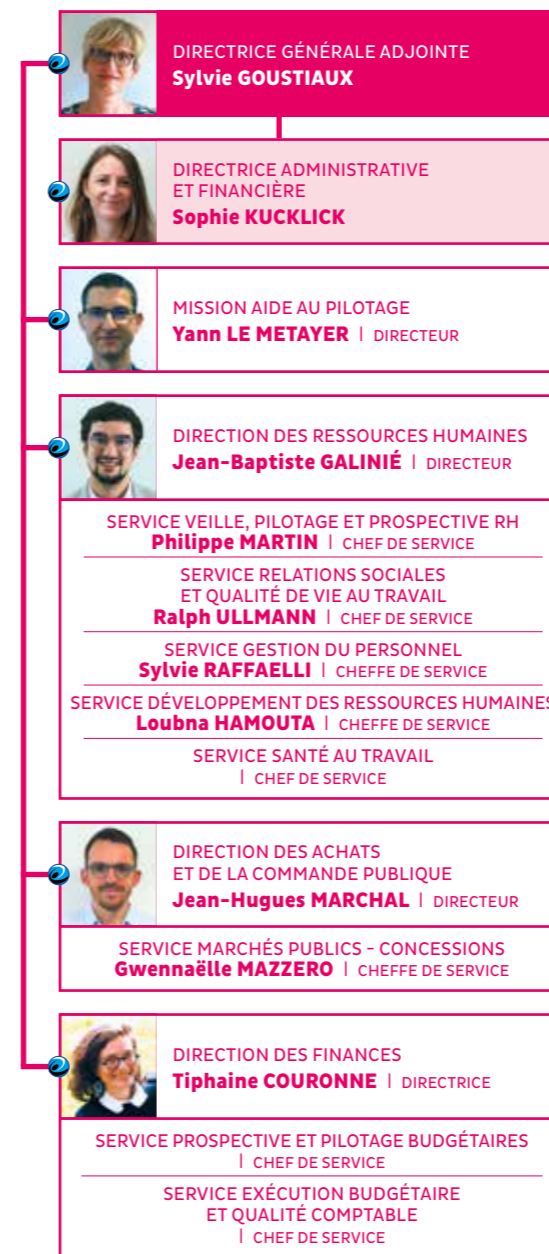 DIRECTRICE GÉNÉRALE ADJOINTE
Sylvie GOUSTIAUX
DIRECTRICE ADMINISTRATIVE
ET FINANCIÈRE
Sophie KUCKLICK
MISSION AIDE AU PILOTAGE
Yann LE METAYER | DIRECTEUR
DIRECTION DES RESSOURCES HUMAINES
Jean-Baptiste GALINIÉ | DIRECTEUR
SERVICE VEILLE, PILOTAGE ET PROSPECTIVE RH
Philippe MARTIN | CHEF DE SERVICE
SERVICE RELATIONS SOCIALES
ET QUALITÉ DE VIE AU TRAVAIL
Ralph ULLMANN | CHEF DE SERVICE
SERVICE GESTION DU PERSONNEL
Sylvie RAFFAELLI | CHEFFE DE SERVICE
SERVICE DÉVELOPPEMENT DES RESSOURCES HUMAINES
Loubna HAMOUTA | CHEFFE DE SERVICE
SERVICE SANTÉ AU TRAVAIL
| CHEF DE SERVICE
DIRECTION DES ACHATS
ET DE LA COMMANDE PUBLIQUE
Jean-Hugues MARCHAL | DIRECTEUR
SERVICE MARCHÉS PUBLICS - CONCESSIONS
Gwennaëlle MAZZERO | CHEFFE DE SERVICE
DIRECTION DES FINANCES
Tiphaine COURONNE | DIRECTRICE
SERVICE PROSPECTIVE ET PILOTAGE BUDGÉTAIRES
| CHEF DE SERVICE
SERVICE EXÉCUTION BUDGÉTAIRE
ET QUALITÉ COMPTABLE
| CHEF DE SERVICE